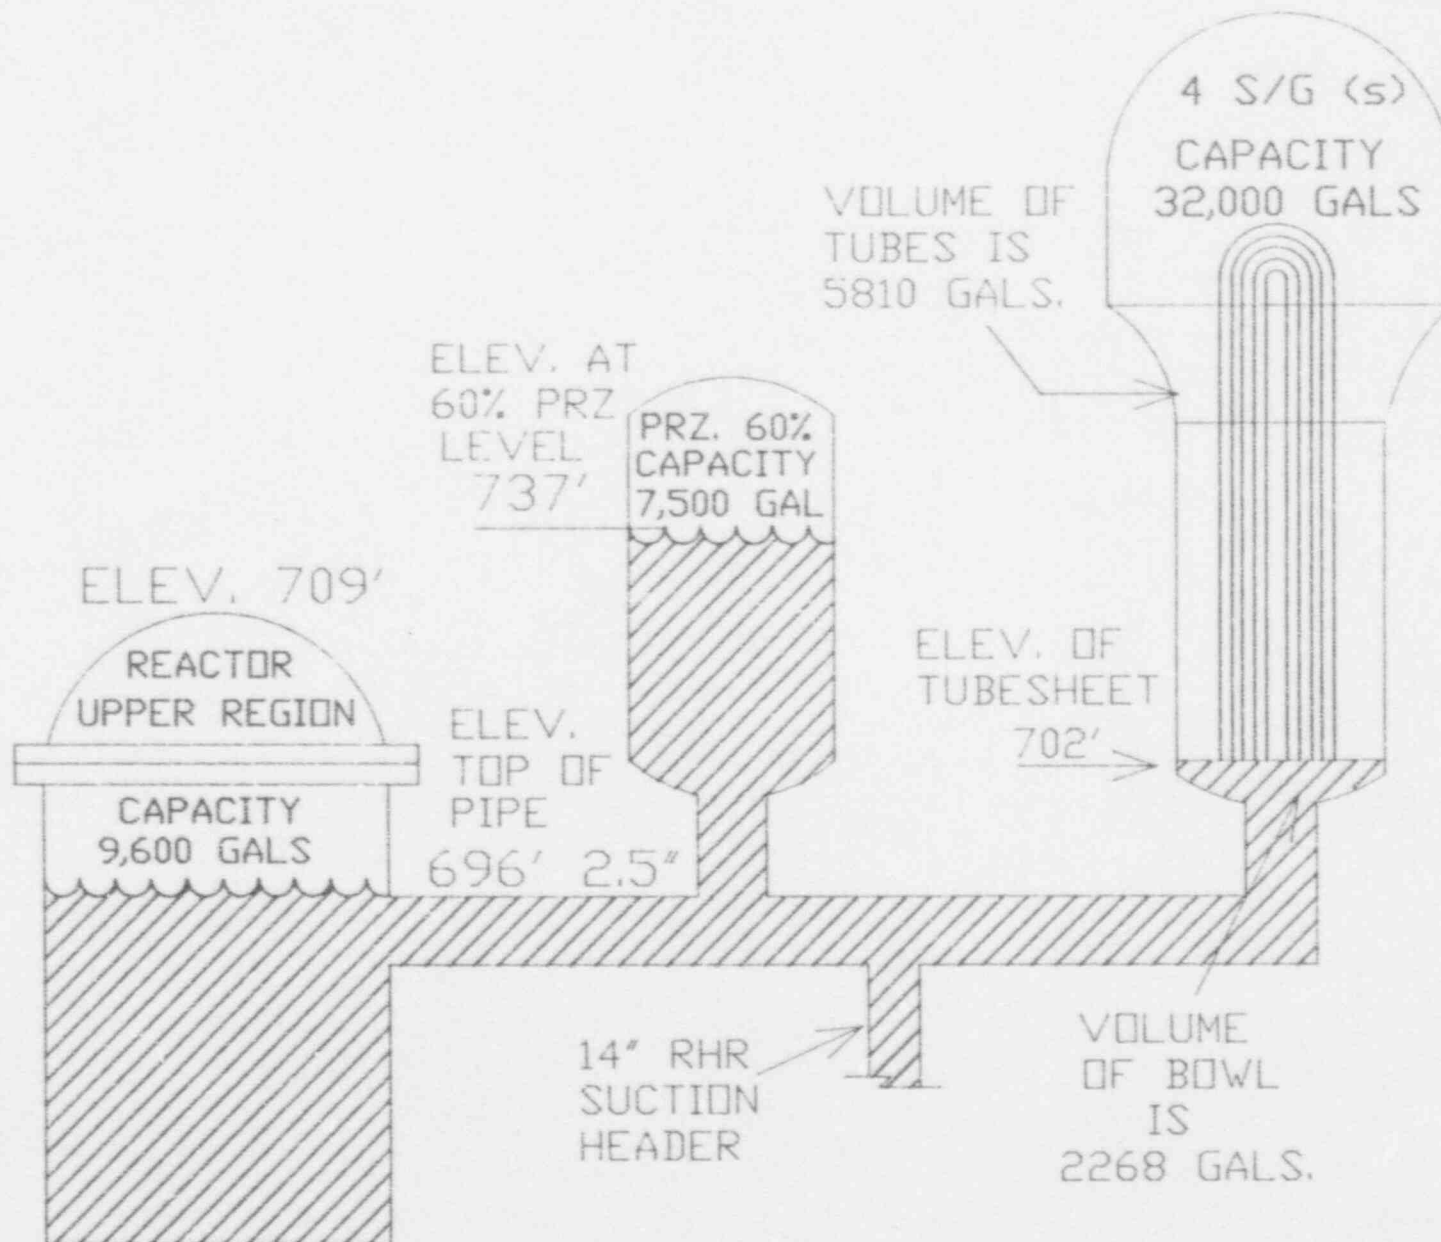 4 S/G (s)
CAPACITY
32,000 GALS
VOLUME OF
TUBES IS
5810 GALS.
ELEV. AT
60% PRZ
LEVEL
737'
PRZ. 60%
CAPACITY
7,500 GAL
ELEV. 709'
REACTOR
UPPER REGION
ELEV. OF
TUBESHEET
702'
ELEV.
TOP OF
PIPE
696' 2.5"
CAPACITY
9,600 GALS
14" RHR
SUCTION
HEADER
VOLUME
OF BOWL
IS
2268 GALS.